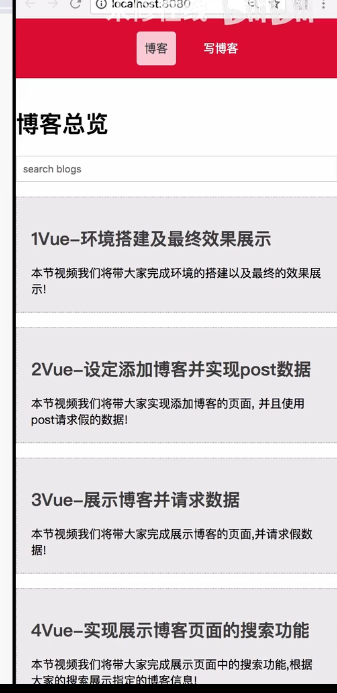 localhost:8080
博客 写博客
博客总览
search blogs
1Vue-环境搭建及最终效果展示
本节视频我们将带大家完成环境的搭建以及最终的效果展
示!
2Vue-设定添加博客并实现post数据
本节视频我们将带大家实现添加博客的页面, 并且使用
post请求假的数据!
3Vue-展示博客并请求数据
本节视频我们将带大家完成展示博客的页面,并请求假数
据!
4Vue-实现展示博客页面的搜索功能
本节视频我们将带大家完成展示页面中的搜索功能,根据
大家的搜索展示指定的博客信息!